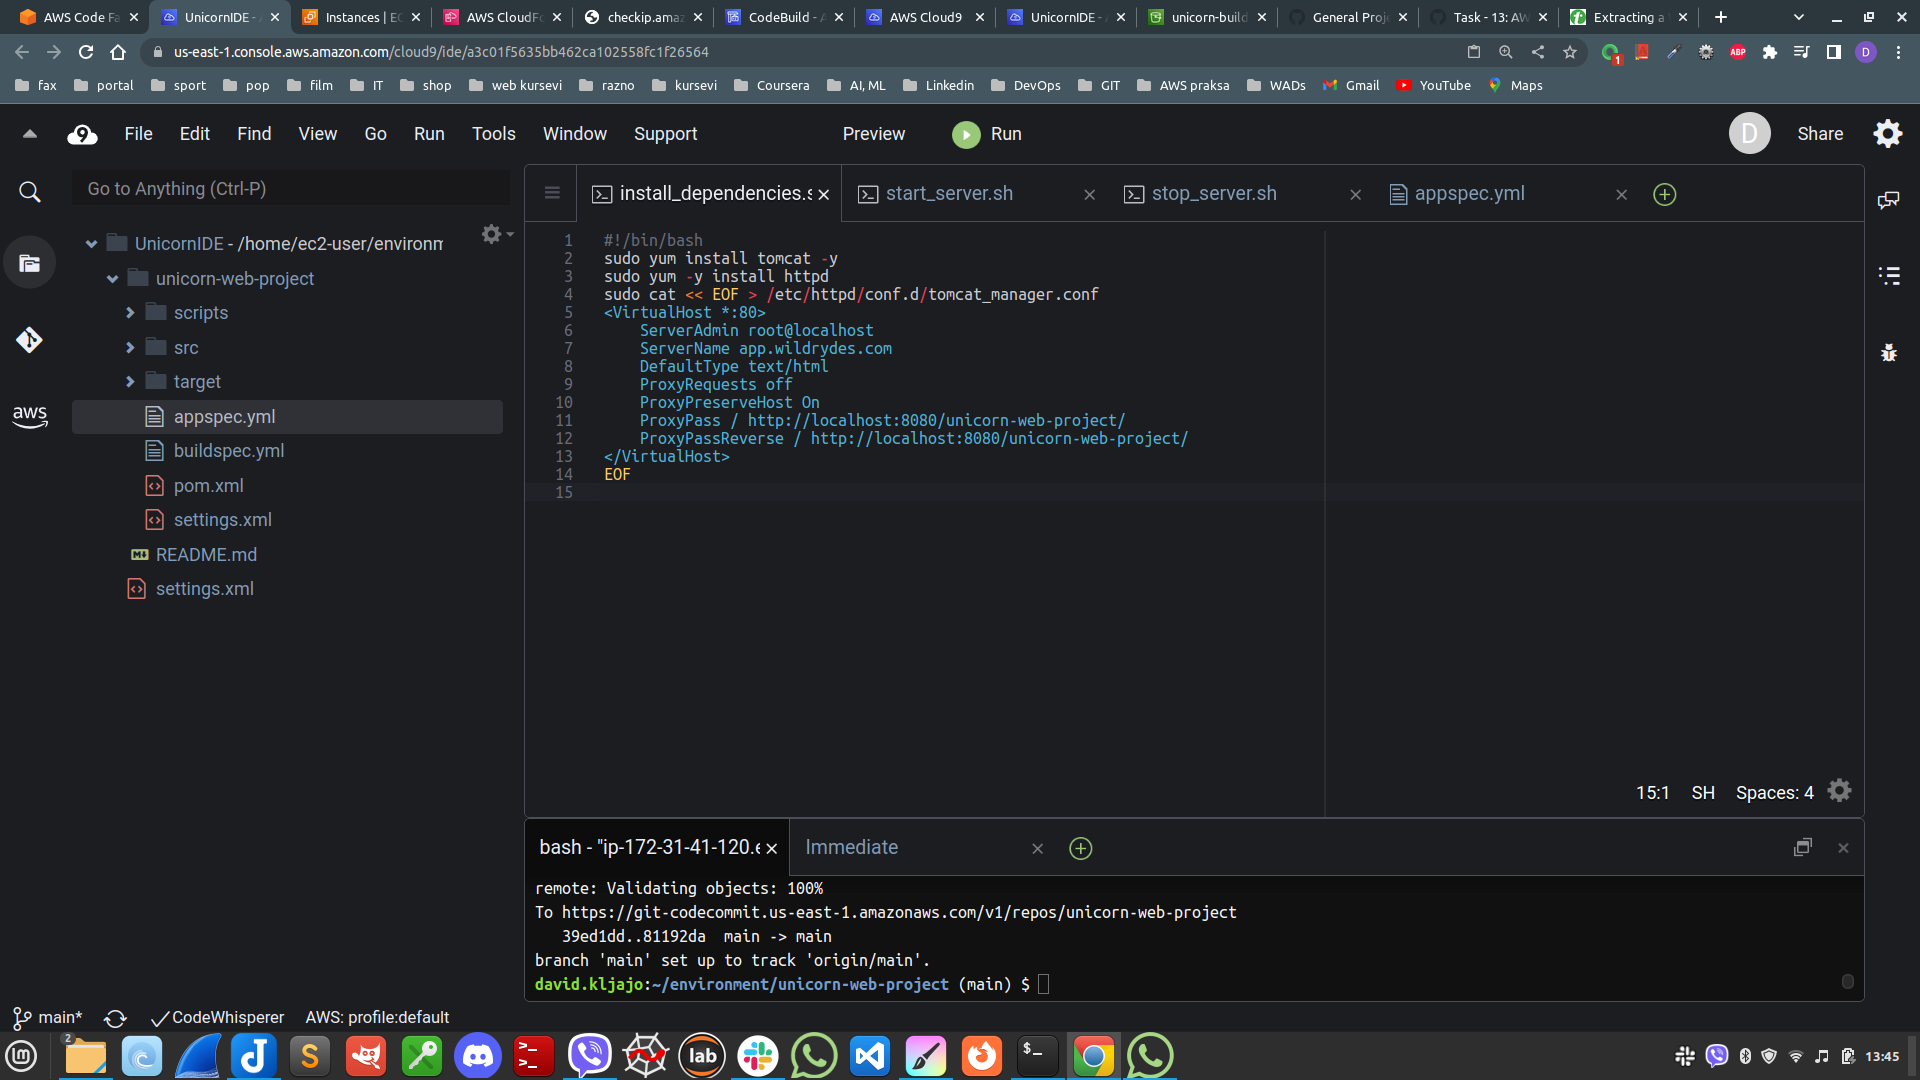 AWS Code Fa
UnicornIDE - A
Instances | EC
AWS CloudFo
checkip.amaz
CodeBuild - A
AWS Cloud9
UnicornIDE - A
unicorn-build
General Proje
Task - 13: AW
Extracting a
us-east-1.console.aws.amazon.com/cloud9/ide/a3c01f5635bb462ca102558fc1f26564
1
ABP
D
fax
portal
sport
pop
film
IT
shop
web kursevi
razno
kursevi
Coursera
AI, ML
Linkedin
DevOps
GIT
AWS praksa
WADs
Gmail
YouTube
Maps
9
File
Edit
Find
View
Go
Run
Tools
Window
Support
Preview
Run
D
Share
Go to Anything (Ctrl-P)
UnicornIDE - /home/ec2-user/environm
unicorn-web-project
scripts
src
target
appspec.yml
buildspec.yml
pom.xml
settings.xml
README.md
settings.xml
aws
install_dependencies.s
start_server.sh
stop_server.sh
appspec.yml
1 #!/bin/bash
2 sudo yum install tomcat -y
3 sudo yum -y install httpd
4 sudo cat << EOF > /etc/httpd/conf.d/tomcat_manager.conf
5 <VirtualHost *:80>
6     ServerAdmin root@localhost
7     ServerName app.wildrydes.com
8     DefaultType text/html
9     ProxyRequests off
10     ProxyPreserveHost On
11     ProxyPass / http://localhost:8080/unicorn-web-project/
12     ProxyPassReverse / http://localhost:8080/unicorn-web-project/
13 </VirtualHost>
14 EOF
15
15:1 SH Spaces: 4
bash - "ip-172-31-41-120.e
Immediate
remote: Validating objects: 100%
To https://git-codecommit.us-east-1.amazonaws.com/v1/repos/unicorn-web-project
   39ed1dd..81192da  main -> main
branch 'main' set up to track 'origin/main'.
david.kljajo:~/environment/unicorn-web-project (main) $
main*
CodeWhisperer
AWS: profile:default
2
lab
13:45